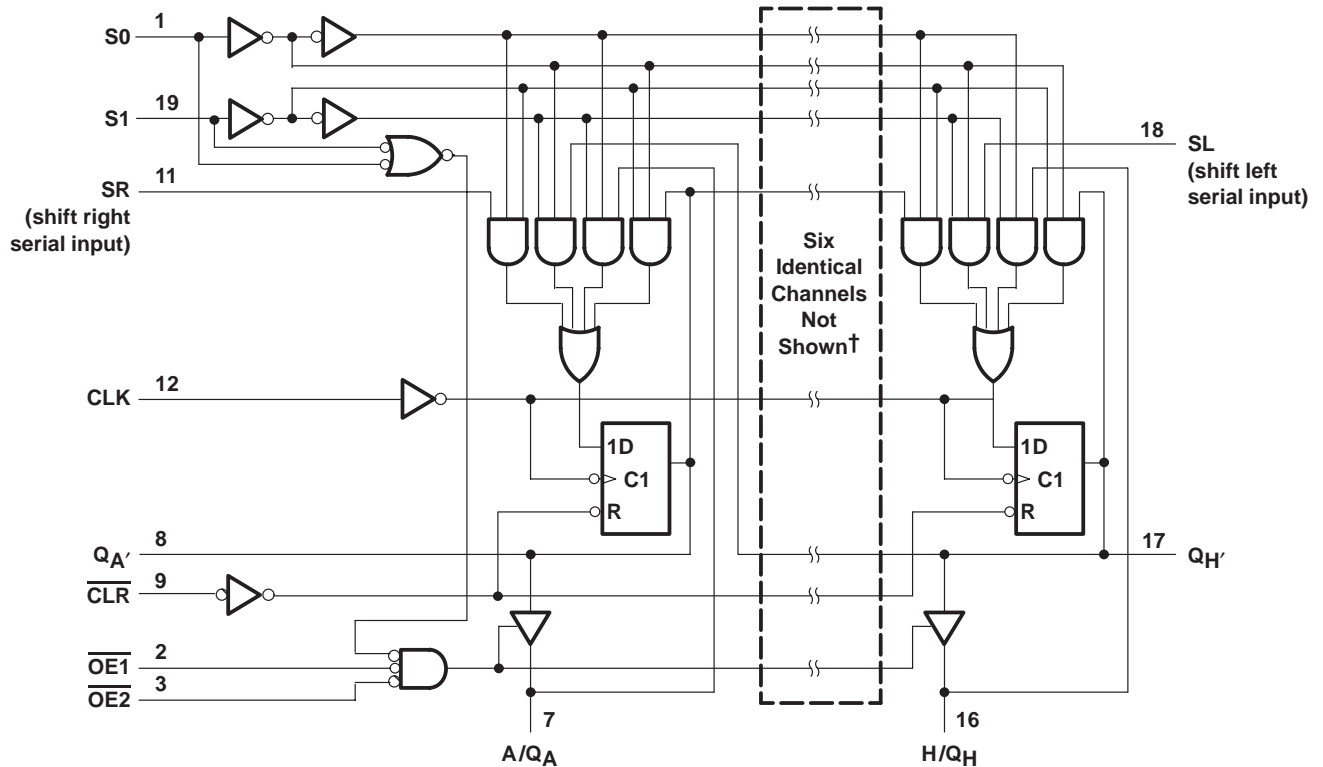 1
S0
19
S1
18
SL
(shift left
serial input)
11
SR
(shift right
serial input)
Six
Identical
Channels
Not
Shown†
12
CLK
1D
C1
R
1D
C1
R
8
QA′
17
QH′
9
CLR
2
OE1
3
OE2
7
A/QA
16
H/QH